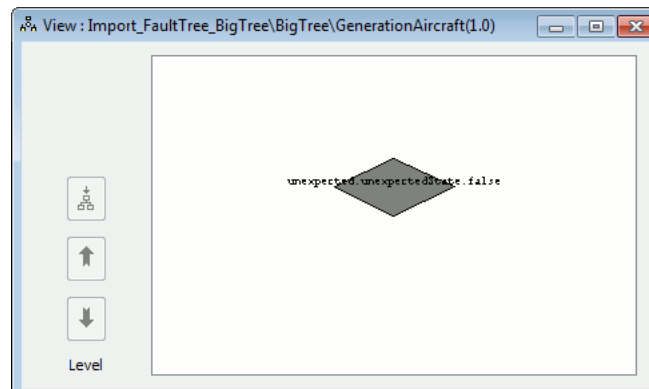 View : Import_FaultTree_BigTree\BigTree\GenerationAircraft(1.0)
unexpected.unexpectedState.false
Level